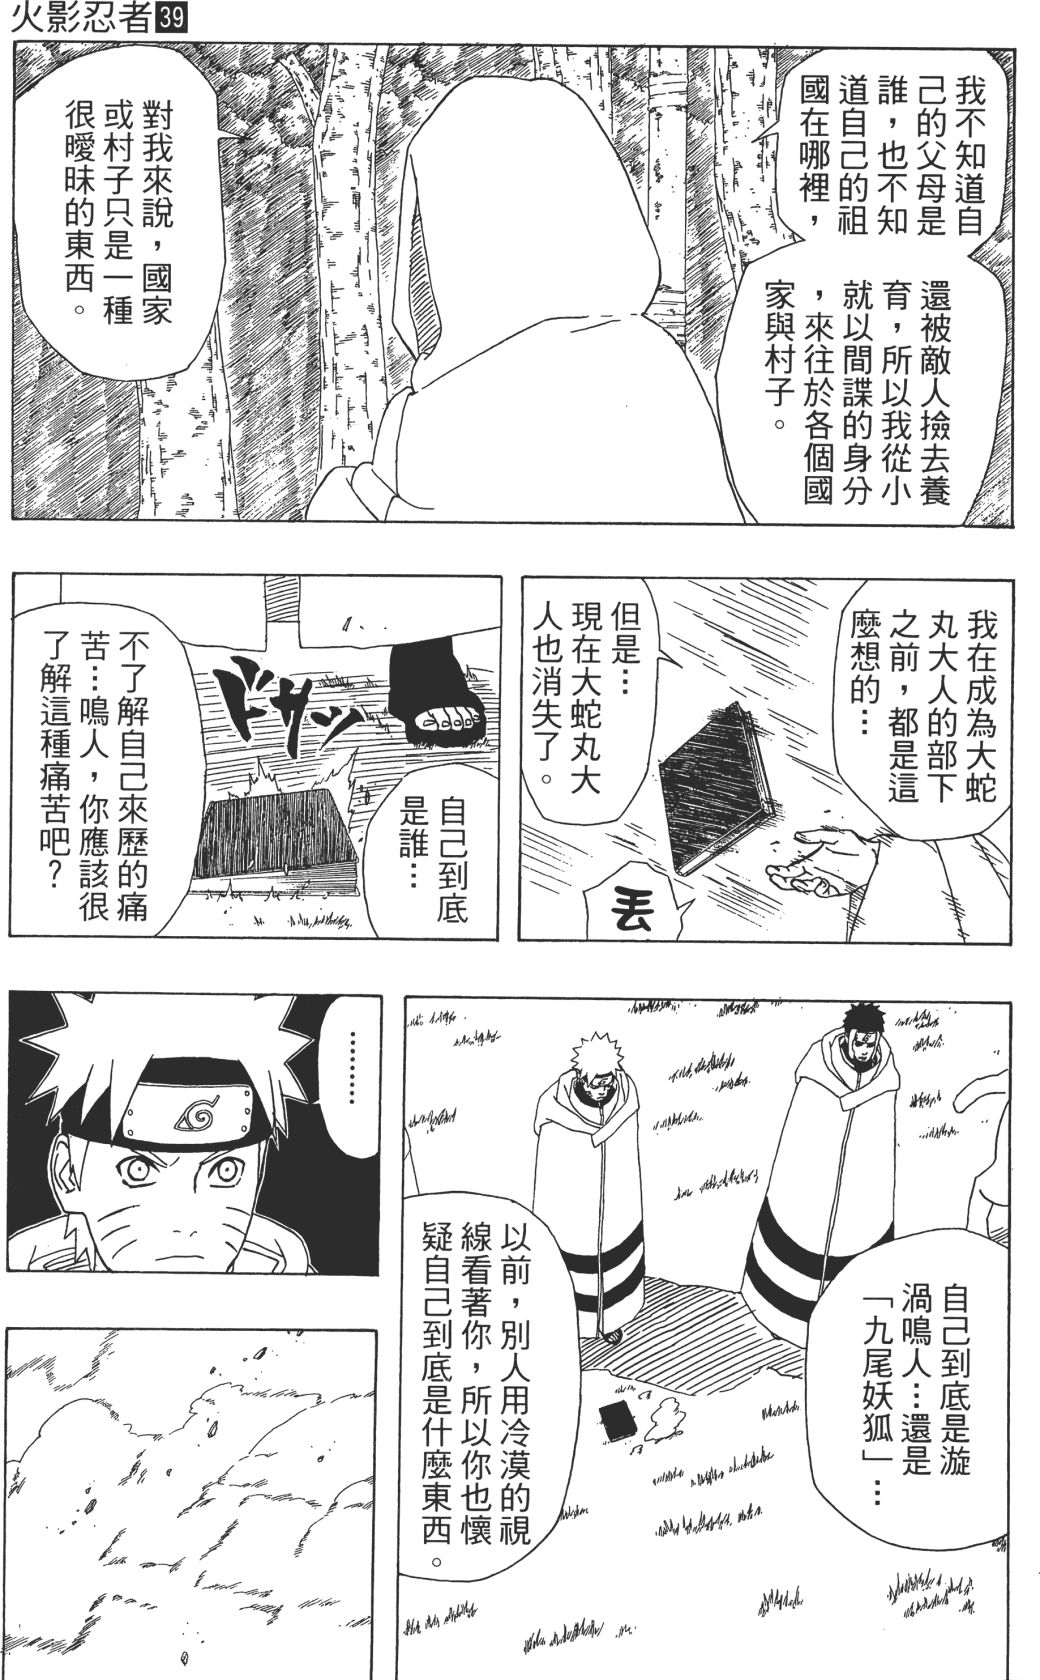 火影忍者39
我不知道自
己的父母是
誰，也不知
道自己的祖
國在哪裡，
還被敵人撿去養
育，所以我從小
就以間諜的身分
，來往於各個國
家與村子。
對我來說，國家
或村子只是一種
很曖昧的東西。
我在成為大蛇
丸大人的部下
之前，都是這
麼想的…
但是…
現在大蛇丸大
人也消失了。
丟
ドサッ
自己到底
是誰…
不了解自己來歷的痛
苦…鳴人，你應該很
了解這種痛苦吧？
自己到底是漩
渦鳴人…還是
「九尾妖狐」…
以前，別人用冷漠的視
線看著你，所以你也懷
疑自己到底是什麼東西。
………